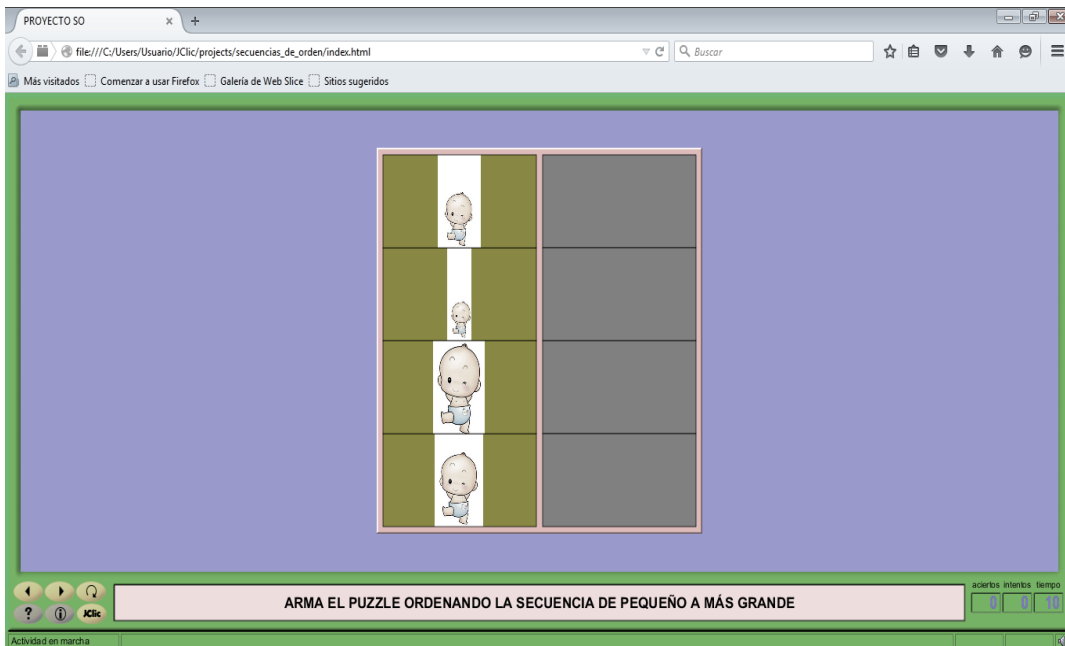 PROYECTO SO
file:///C:/Users/Usuario/JClic/projects/secuencias_de_orden/index.html
Buscar
Más visitados Comenzar a usar Firefox Galería de Web Slice Sitios sugeridos
aciertos intentos tiempo
0 0 10
JClic
ARMA EL PUZZLE ORDENANDO LA SECUENCIA DE PEQUEÑO A MÁS GRANDE
Actividad en marcha